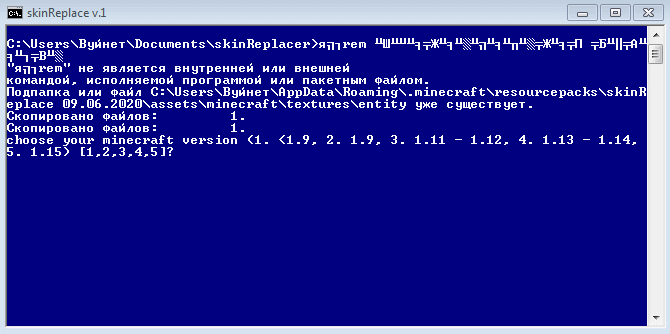 skinReplace v.1
C:\Users\Вуйнет\Documents\skinReplacer>я╗┐rem
"я╗┐rem" не является внутренней или внешней
командой, исполняемой программой или пакетным файлом.
Подпапка или файл C:\Users\Вуйнет\AppData\Roaming\.minecraft\resourcepacks\skinR
eplace 09.06.2020\assets\minecraft\textures\entity уже существует.
Скопировано файлов: 1.
Скопировано файлов: 1.
choose your minecraft version (1. <1.9, 2. 1.9, 3. 1.11 - 1.12, 4. 1.13 - 1.14,
5. 1.15) [1,2,3,4,5]?